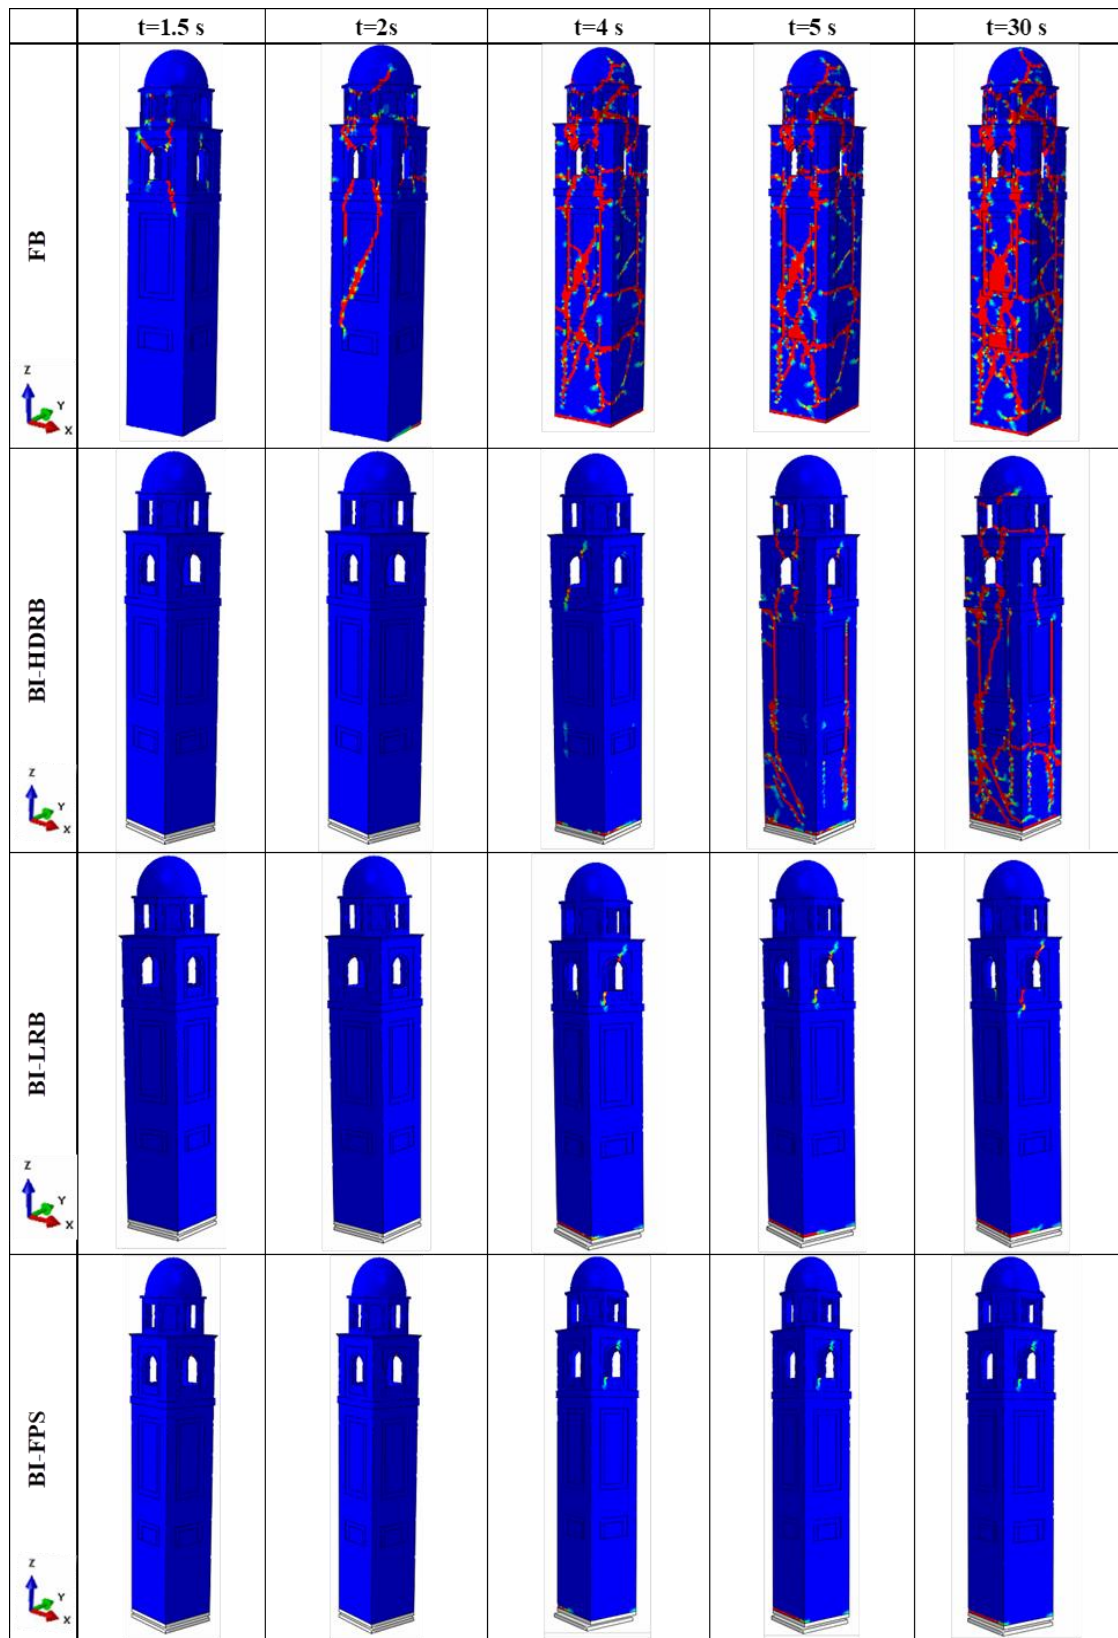 t=1.5 s t=2s t=4 s t=5 s t=30 s
FB
Z
Y
X
BI-HDRB
Z
Y
X
BI-LRB
Z
Y
X
BI-FPS
Z
Y
X